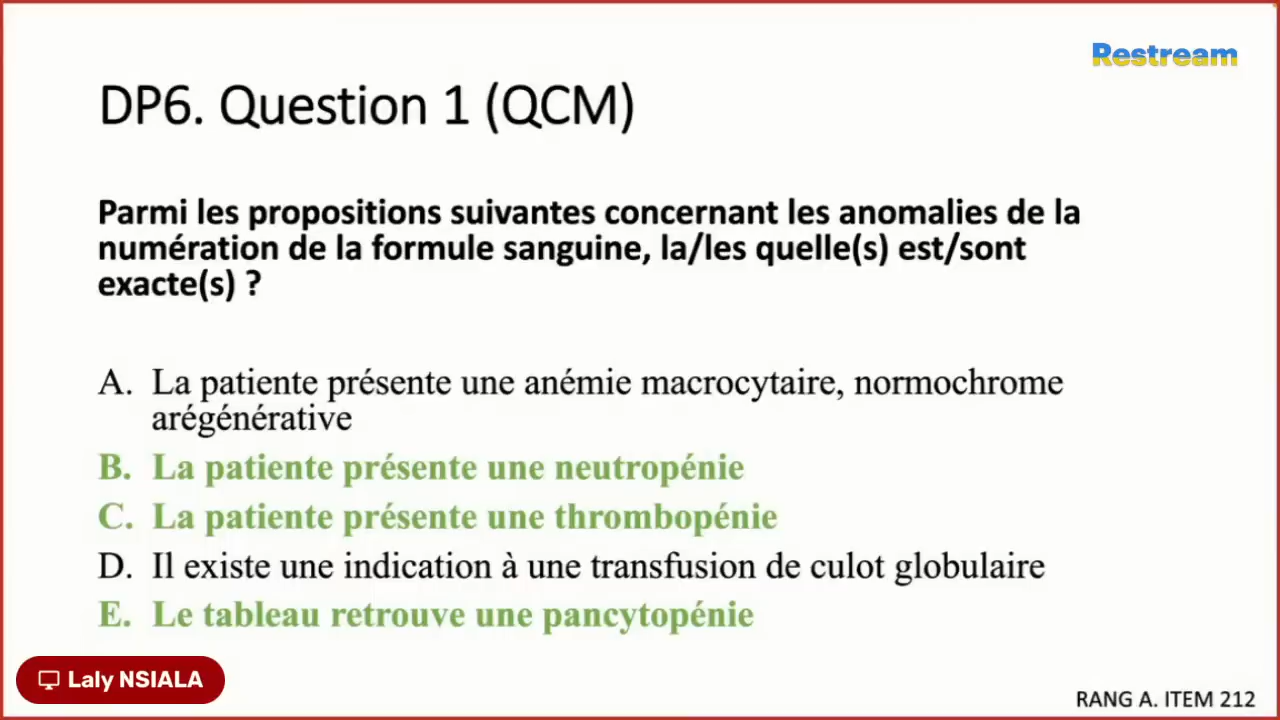 Restream
DP6. Question 1 (QCM)
Parmi les propositions suivantes concernant les anomalies de la
numération de la formule sanguine, la/les quelle(s) est/sont
exacte(s) ?
A. La patiente présente une anémie macrocytaire, normochrome
arégénérative
B. La patiente présente une neutropénie
C. La patiente présente une thrombopénie
D. Il existe une indication à une transfusion de culot globulaire
E. Le tableau retrouve une pancytopénie
Laly NSIALA
RANG A. ITEM 212